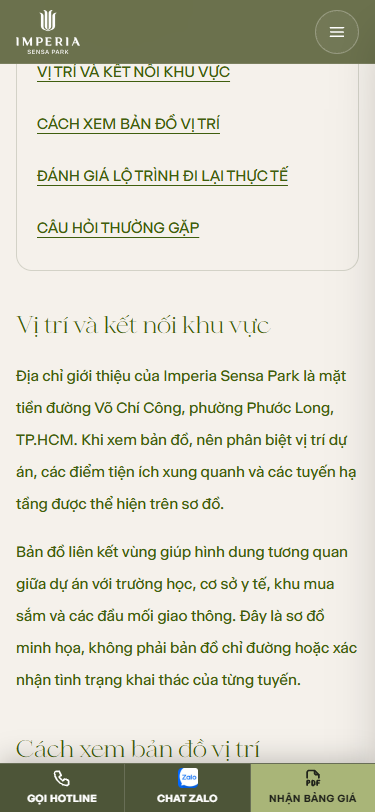 IMPERIA
SENSA PARK
VỊ TRÍ VÀ KẾT NỐI KHU VỰC
CÁCH XEM BẢN ĐỒ VỊ TRÍ
ĐÁNH GIÁ LỘ TRÌNH ĐI LẠI THỰC TẾ
CÂU HỎI THƯỜNG GẶP
Vị trí và kết nối khu vực
Địa chỉ giới thiệu của Imperia Sensa Park là mặt
tiền đường Võ Chí Công, phường Phước Long,
TP.HCM. Khi xem bản đồ, nên phân biệt vị trí dự
án, các điểm tiện ích xung quanh và các tuyến hạ
tầng được thể hiện trên sơ đồ.
Bản đồ liên kết vùng giúp hình dung tương quan
giữa dự án với trường học, cơ sở y tế, khu mua
sắm và các đầu mối giao thông. Đây là sơ đồ
minh họa, không phải bản đồ chỉ đường hoặc xác
nhận tình trạng khai thác của từng tuyến.
Cách xem bản đồ vị trí
GỌI HOTLINE
Zalo
CHAT ZALO
PDF
NHẬN BẢNG GIÁ